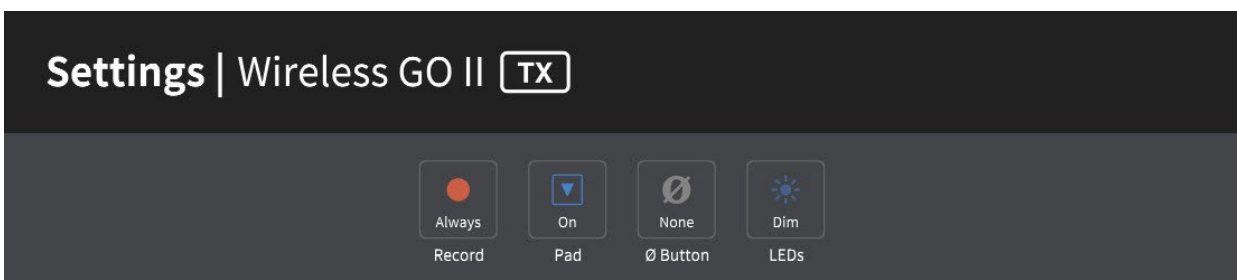 Settings | Wireless GO II TX
Always On None Dim
Record Pad Ø Button LEDs